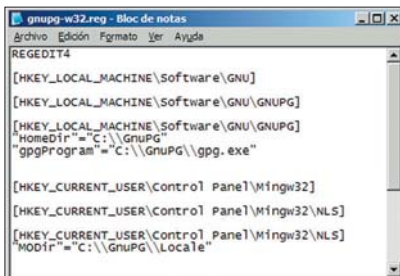 gnupg-w32.reg - Bloc de notas
Archivo Edición Formato Ver Ayuda
REGEDIT4
[HKEY_LOCAL_MACHINE\Software\GNU]
[HKEY_LOCAL_MACHINE\Software\GNU\GNUPG]
[HKEY_LOCAL_MACHINE\Software\GNU\GNUPG]
"HomeDir"="C:\\GnuPG"
"gpgProgram"="C:\\GnuPG\\gpg.exe"
[HKEY_CURRENT_USER\Control Panel\Mingw32]
[HKEY_CURRENT_USER\Control Panel\Mingw32\NLS]
[HKEY_CURRENT_USER\Control Panel\Mingw32\NLS]
"MODir"="C:\\GnuPG\\Locale"